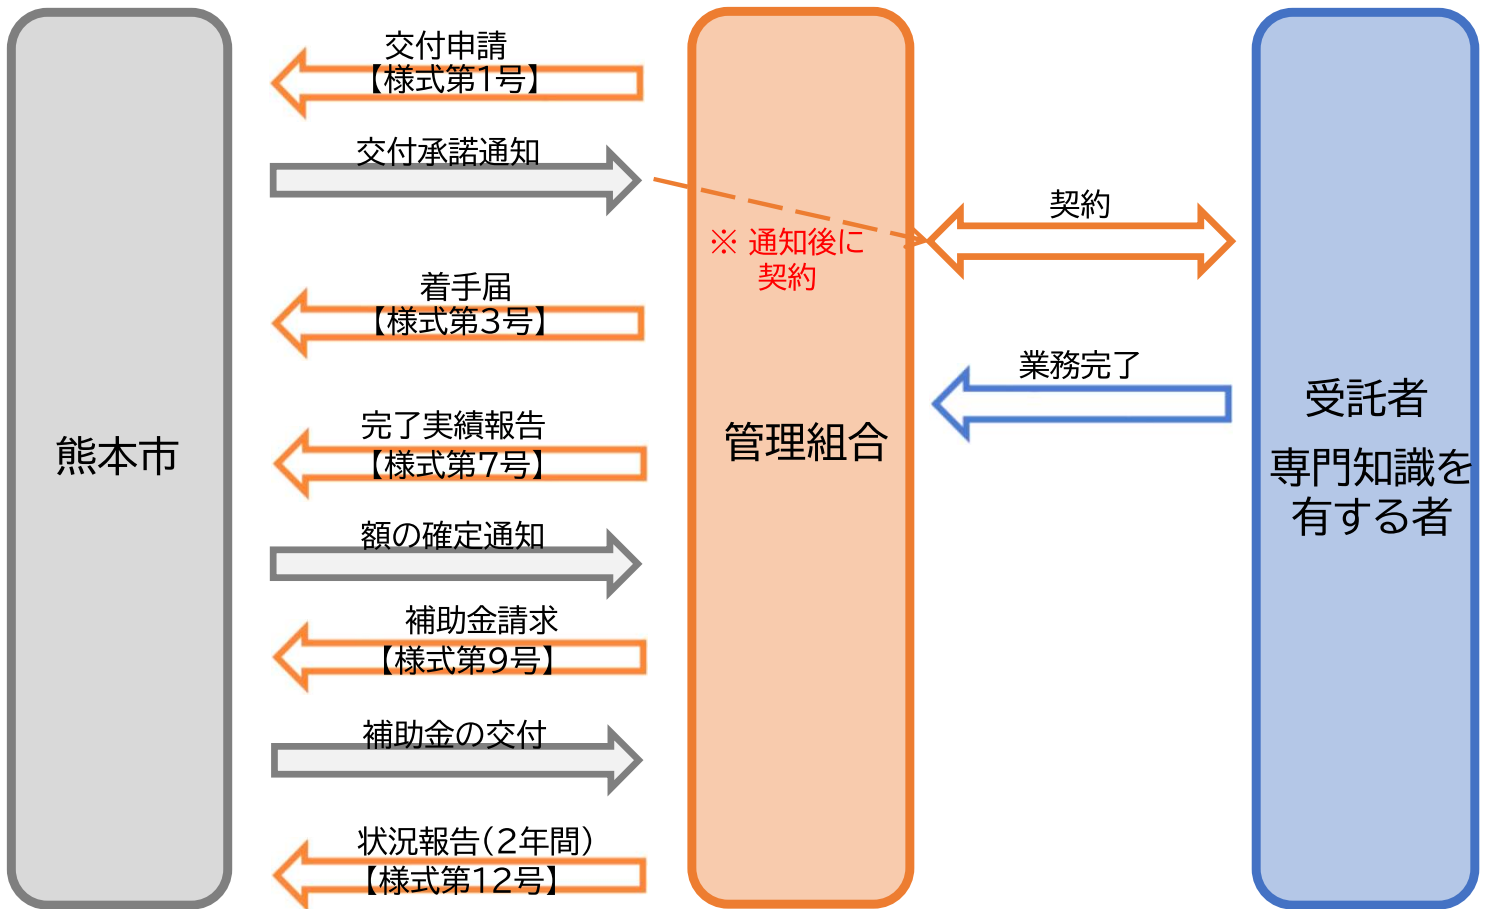 熊本市
交付申請
【様式第1号】
交付承諾通知
着手届
【様式第3号】
完了実績報告
【様式第7号】
額の確定通知
補助金請求
【様式第9号】
補助金の交付
状況報告(2年間)
【様式第12号】
※ 通知後に
契約
管理組合
契約
業務完了
受託者
専門知識を
有する者